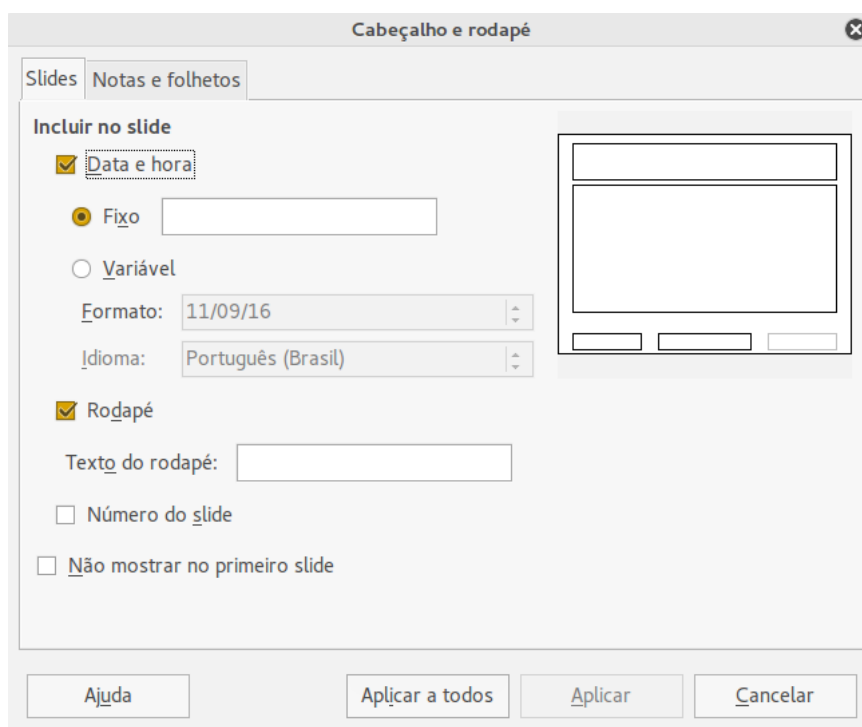 Cabeçalho e rodapé
Slides Notas e folhetos
Incluir no slide
Data e hora
Fixo
Variável
Formato: 11/09/16
Idioma: Português (Brasil)
Rodapé
Texto do rodapé:
Número do slide
Não mostrar no primeiro slide
Ajuda Aplicar a todos Aplicar Cancelar